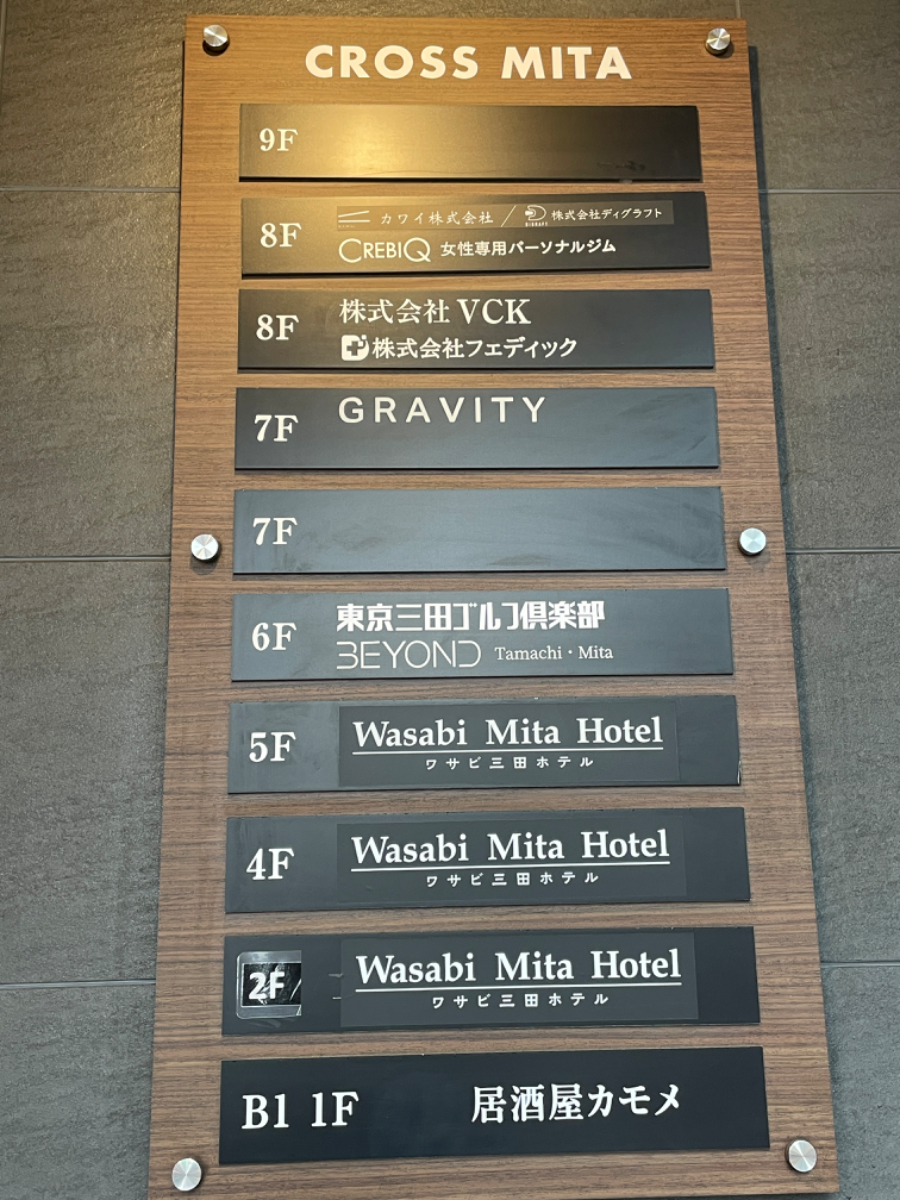 CROSS MITA
9F
8F カワイ株式会社 / 株式会社ディグラフト
CREBIQ 女性専用パーソナルジム
8F 株式会社 VCK
株式会社フェディック
7F GRAVITY
7F
6F 東京三田ゴルフ倶楽部
BEYOND Tamachi・Mita
5F Wasabi Mita Hotel
ワサビ三田ホテル
4F Wasabi Mita Hotel
ワサビ三田ホテル
2F Wasabi Mita Hotel
ワサビ三田ホテル
B1 1F 居酒屋カモメ